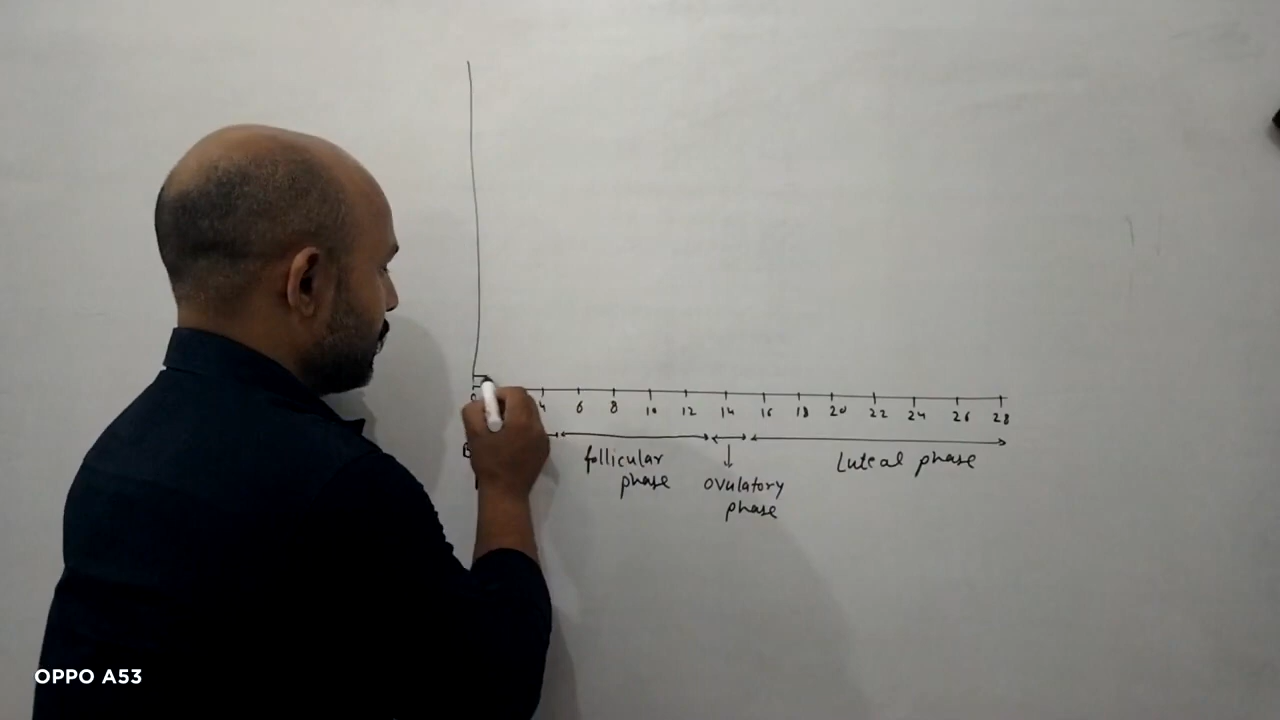 4 6 8 10 12 14 16 18 20 22 24 26 28
follicular
phase
ovulatory
phase
Luteal phase
OPPO A53